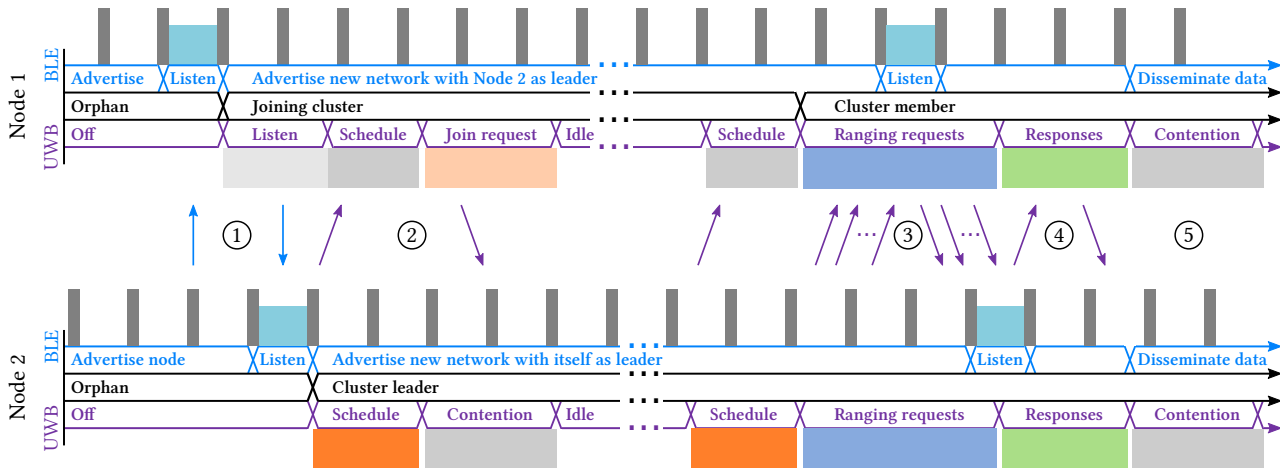 Node 1
BLE
Advertise Listen Advertise new network with Node 2 as leader ... Listen Disseminate data
Orphan Joining cluster ... Cluster member
UWB
Off Listen Schedule Join request Idle ... Schedule Ranging requests Responses Contention
1 2 ... 3 ... 4 5
Node 2
BLE
Advertise node Listen Advertise new network with itself as leader ... Listen Disseminate data
Orphan Cluster leader ...
UWB
Off Schedule Contention Idle ... Schedule Ranging requests Responses Contention